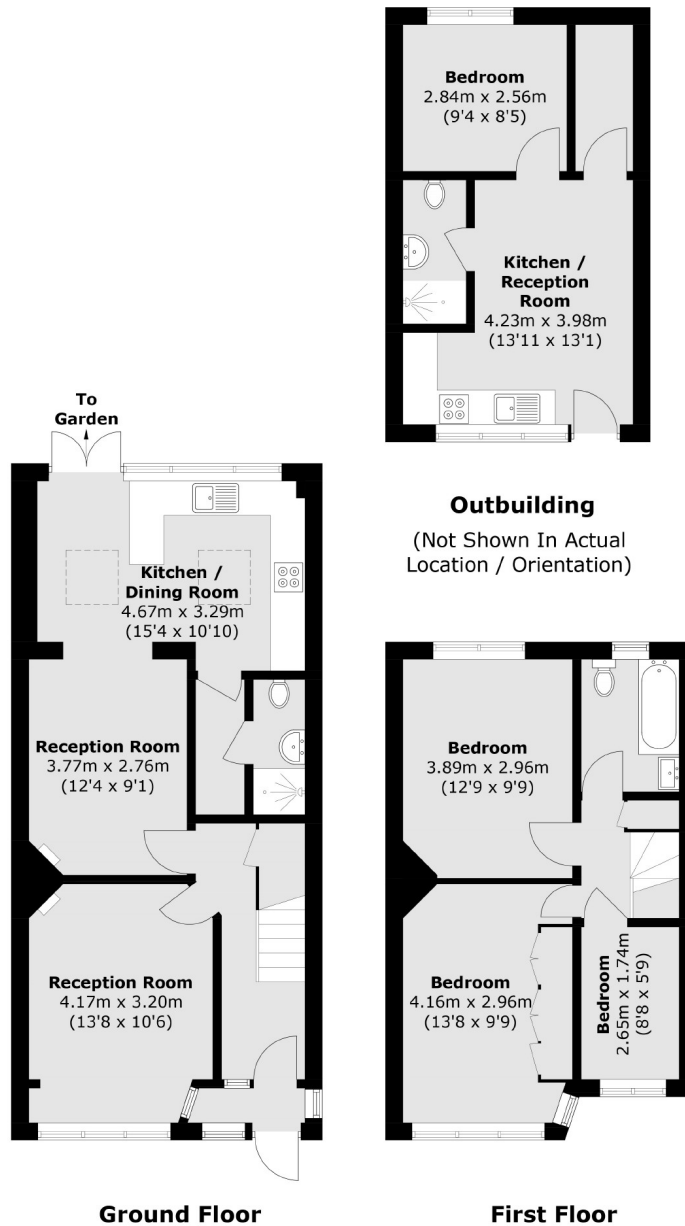 Bedroom
2.84m x 2.56m
(9'4 x 8'5)
Kitchen /
Reception
Room
4.23m x 3.98m
(13'11 x 13'1)
Outbuilding
(Not Shown In Actual
Location / Orientation)
To
Garden
Kitchen /
Dining Room
4.67m x 3.29m
(15'4 x 10'10)
Reception Room
3.77m x 2.76m
(12'4 x 9'1)
Reception Room
4.17m x 3.20m
(13'8 x 10'6)
Ground Floor
Bedroom
3.89m x 2.96m
(12'9 x 9'9)
Bedroom
4.16m x 2.96m
(13'8 x 9'9)
Bedroom
2.65m x 1.74m
(8'8 x 5'9)
First Floor